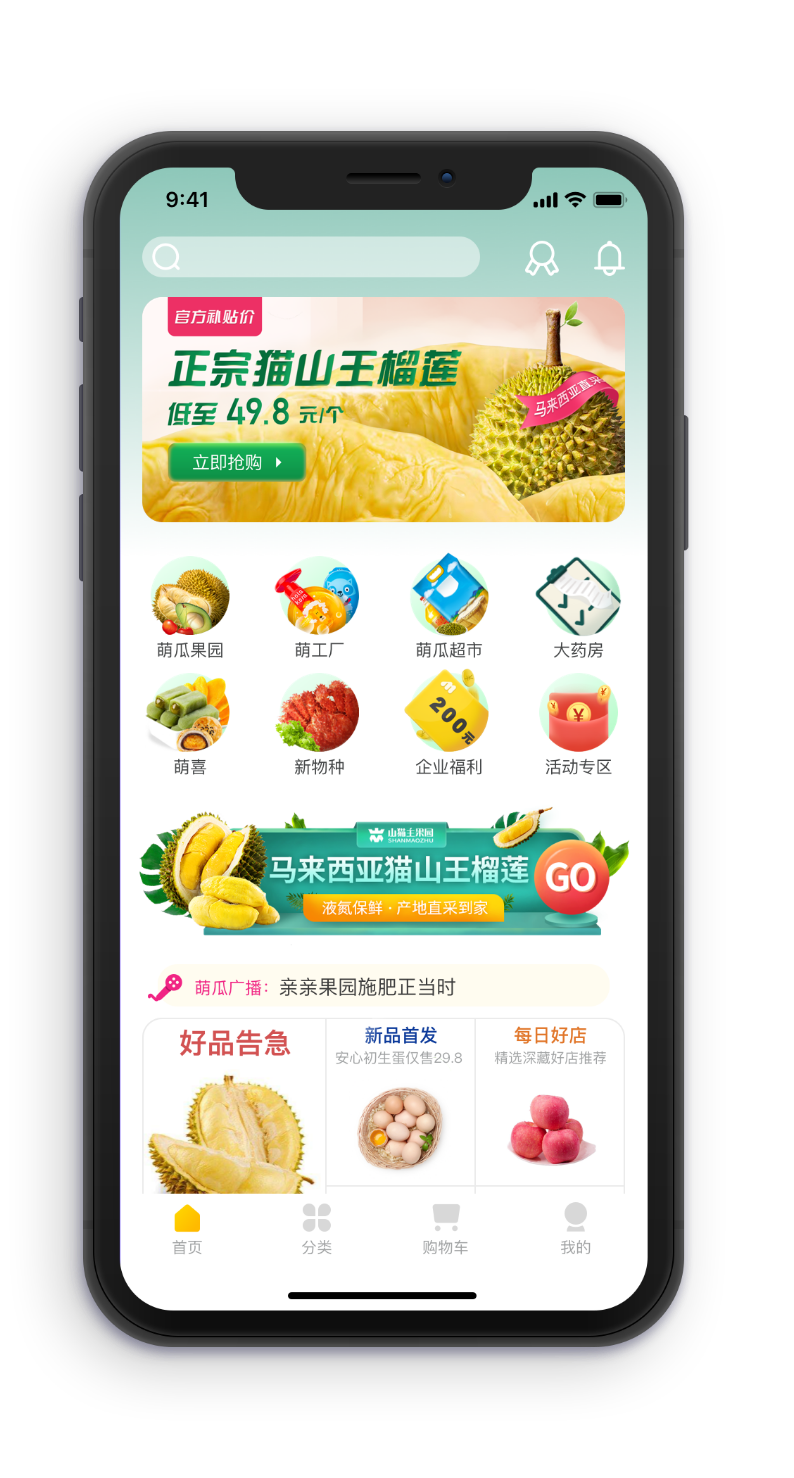 9:41
官方补贴价
正宗猫山王榴莲
低至 49.8 元/个
马来西亚直采
立即抢购
萌瓜果园
萌工厂
萌瓜超市
大药房
200元
¥
¥
¥
萌喜
新物种
企业福利
活动专区
山猫主果园
SHANMAOZHU
马来西亚猫山王榴莲
GO
液氮保鲜·产地直采到家
萌瓜广播：亲亲果园施肥正当时
好品告急
新品首发
每日好店
安心初生蛋仅售29.8
精选深藏好店推荐
首页
分类
购物车
我的